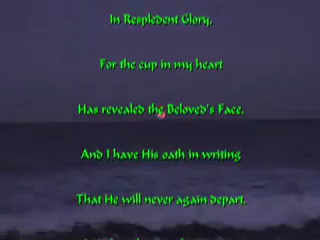 In Respledent Glory,
For the cup in my heart
Has revealed the Beloved's Face,
And I have His oath in writing
That He will never again depart.